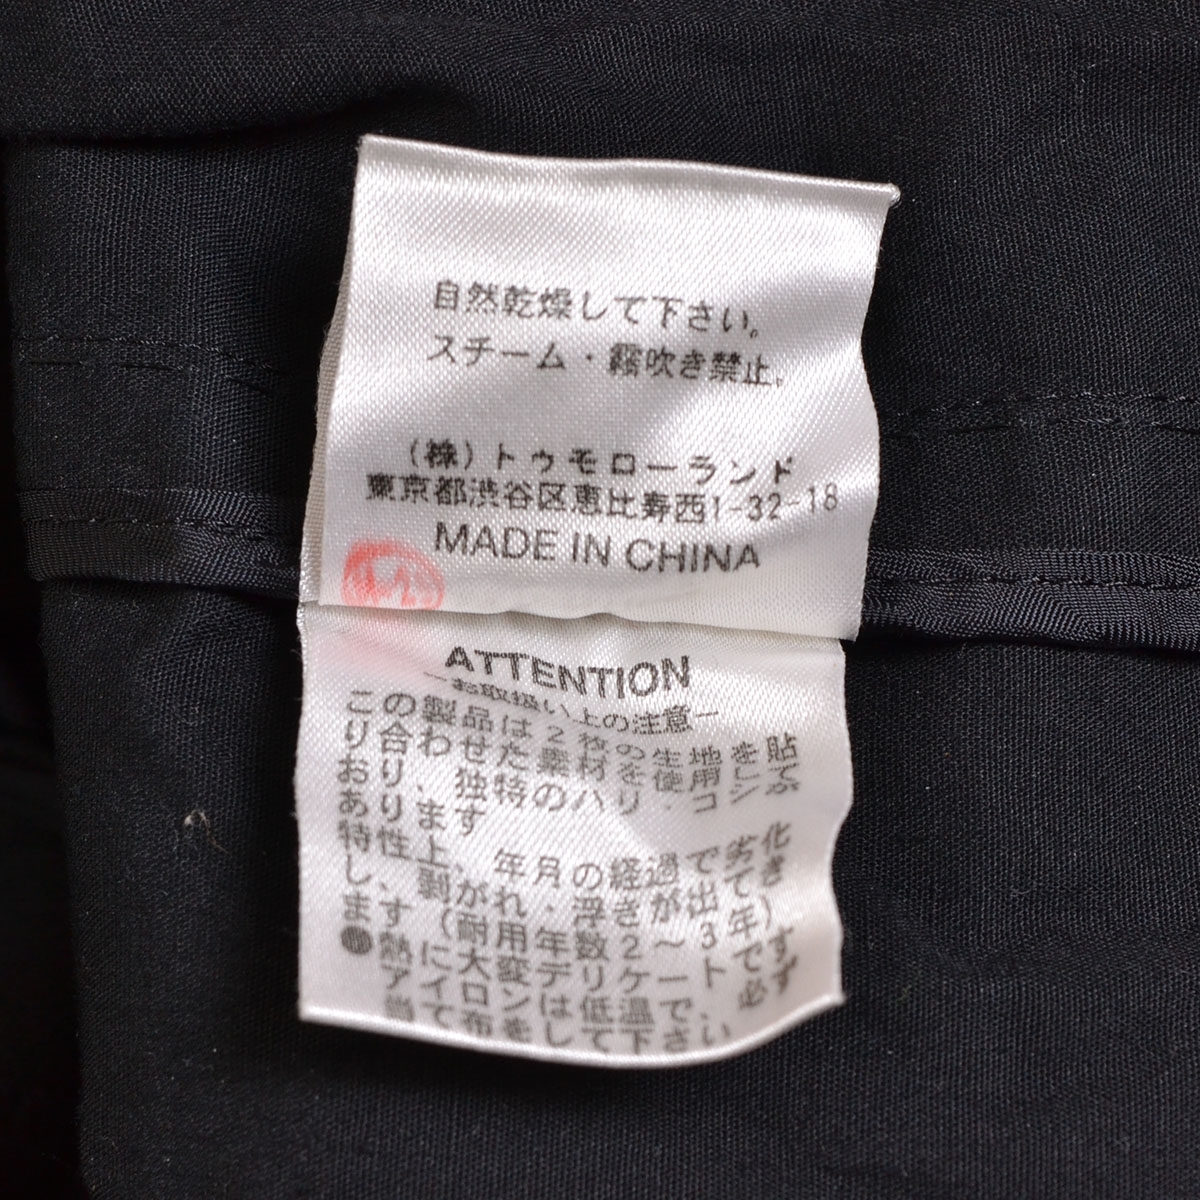 自然乾燥して下さい。
スチーム・霧吹き禁止。
(株)トゥモローランド
東京都渋谷区恵比寿西1-32-18
MADE IN CHINA
ATTENTION
－お取扱い上の注意－
この製品は2枚の生地を貼
り合わせた素材を使用して
おり、独特のハリ・コシが
あります
特性上、年月の経過で劣化
し、剥がれ・浮きが出てき
ます(耐用年数2～3年)
●熱に大変デリケートです
アイロンは低温で、必ず
当て布をして下さい